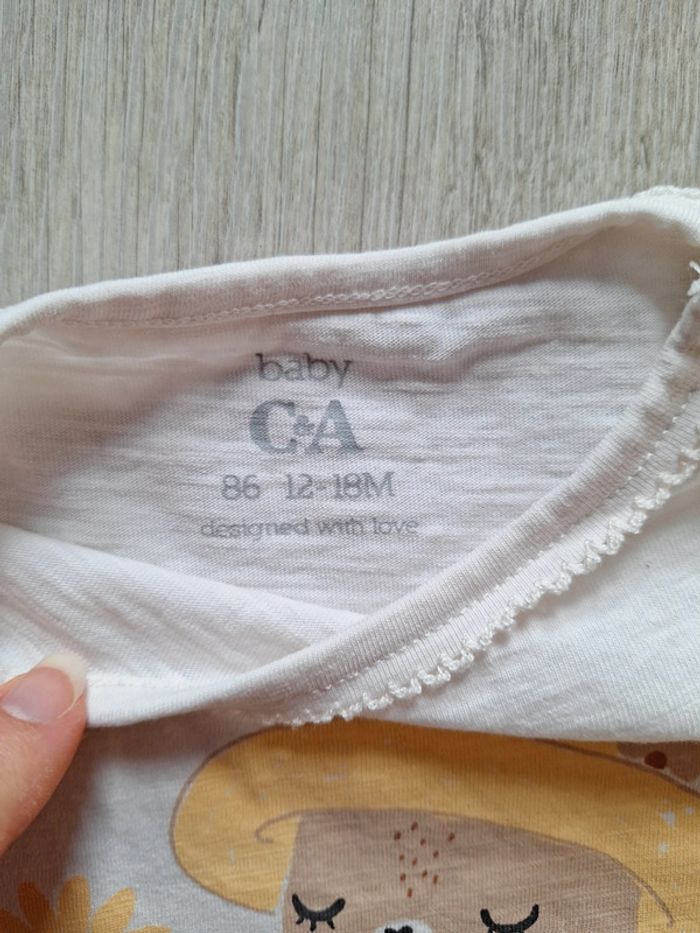 baby
C&A
86 12-18M
designed with love